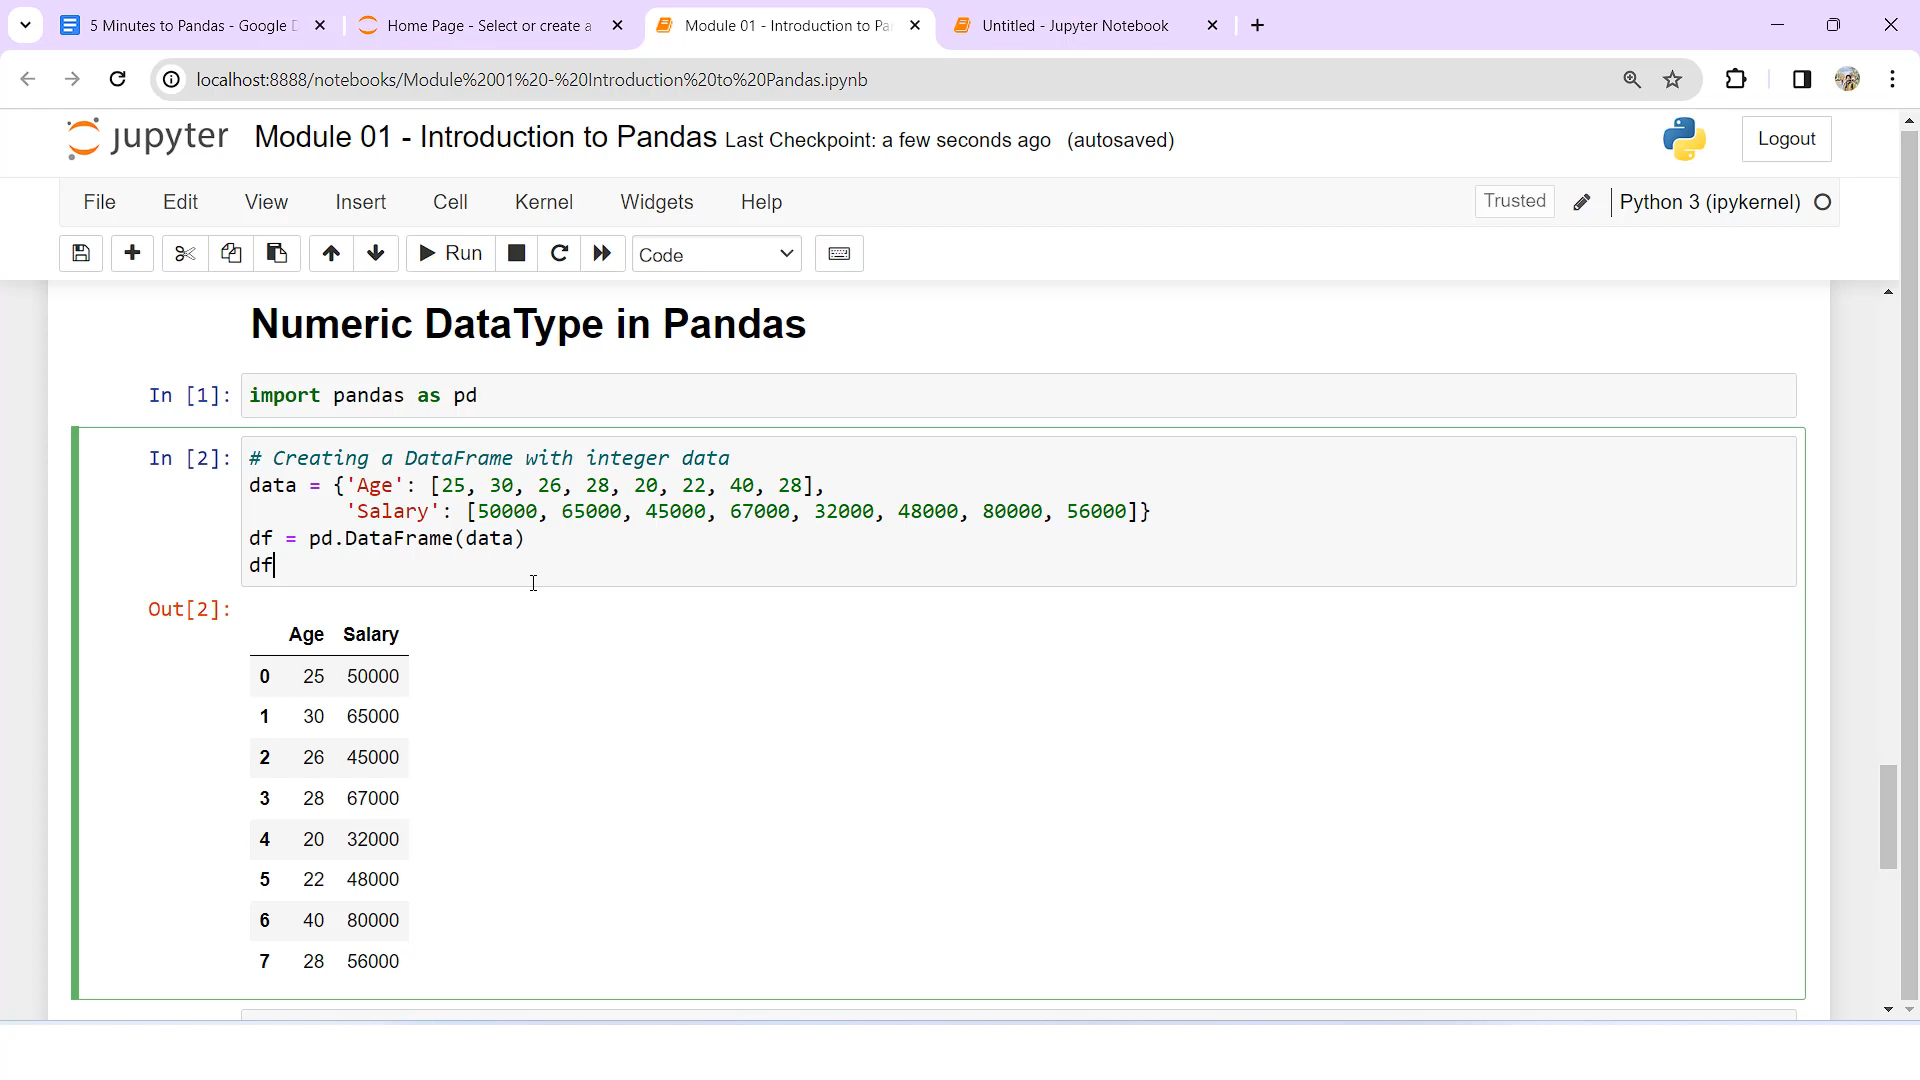 5 Minutes to Pandas - Google D
Home Page - Select or create a
Module 01 - Introduction to Pa
Untitled - Jupyter Notebook
localhost:8888/notebooks/Module%2001%20-%20Introduction%20to%20Pandas.ipynb
jupyter Module 01 - Introduction to Pandas Last Checkpoint: a few seconds ago (autosaved)
Logout
File Edit View Insert Cell Kernel Widgets Help
Trusted
Python 3 (ipykernel)
Run
Code
Numeric DataType in Pandas
In [1]: import pandas as pd
In [2]: # Creating a DataFrame with integer data
data = {'Age': [25, 30, 26, 28, 20, 22, 40, 28],
'Salary': [50000, 65000, 45000, 67000, 32000, 48000, 80000, 56000]}
df = pd.DataFrame(data)
df
Out[2]:
Age Salary
0 25 50000
1 30 65000
2 26 45000
3 28 67000
4 20 32000
5 22 48000
6 40 80000
7 28 56000